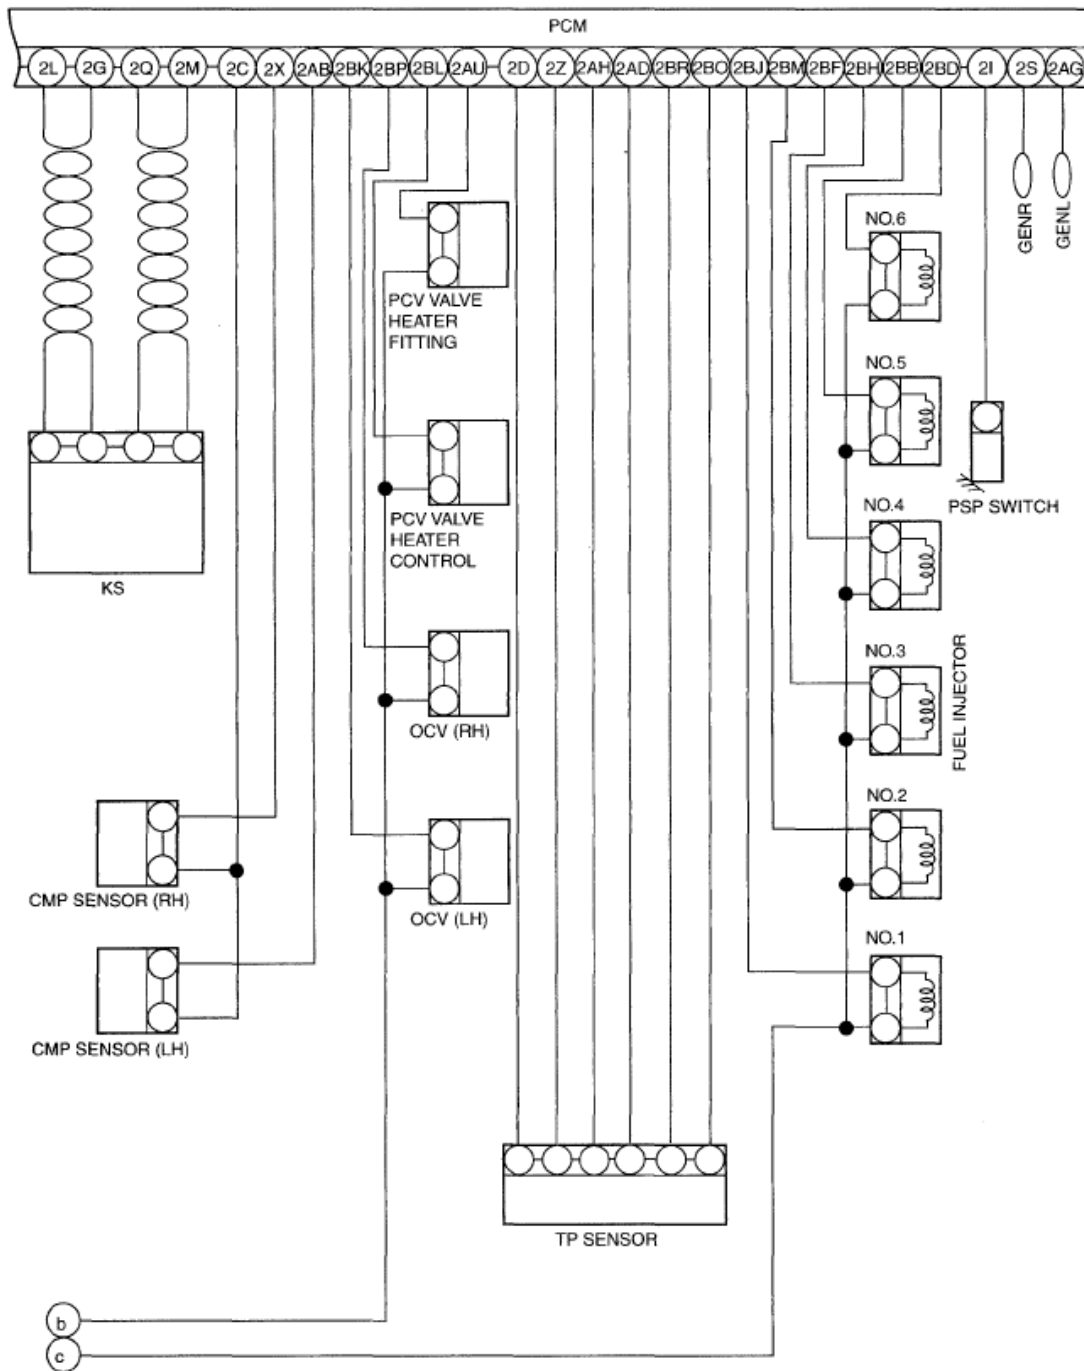 PCM
2L 2G 2Q 2M 2C 2X 2AB 2BK 2BP 2BL 2AU 2D 2Z 2AH 2AD 2BR 2BO 2BJ 2BM 2BF 2BH 2BB 2BD 2I 2S 2AG
GENR
GENL
NO.6
PCV VALVE
HEATER
FITTING
NO.5
PSP SWITCH
NO.4
PCV VALVE
HEATER
CONTROL
KS
NO.3
FUEL INJECTOR
OCV (RH)
NO.2
CMP SENSOR (RH)
OCV (LH)
NO.1
CMP SENSOR (LH)
TP SENSOR
b
c